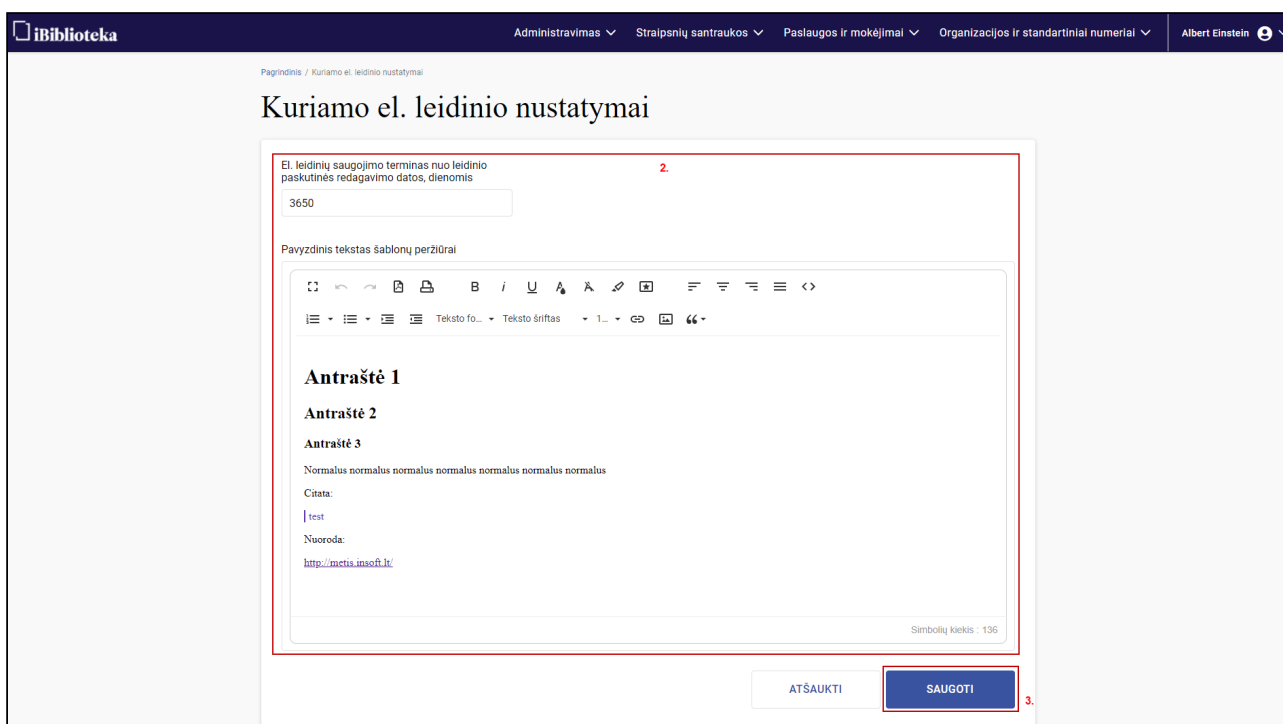 iBiblioteka
Administravimas Straipsnių santraukos Paslaugos ir mokėjimai Organizacijos ir standartiniai numeriai Albert Einstein
Pagrindinis / Kuriamo el. leidinio nustatymai
Kuriamo el. leidinio nustatymai
El. leidinių saugojimo terminas nuo leidinio
paskutinės redagavimo datos, dienomis
2.
3650
Pavyzdinis tekstas šablonų peržiūrai
B i U A A
Teksto fo... Teksto šriftas 1...
Antraštė 1
Antraštė 2
Antraštė 3
Normalus normalus normalus normalus normalus normalus normalus
Citata:
test
Nuoroda:
http://metis.insoft.lt/
Simbolių kiekis : 136
ATŠAUKTI SAUGOTI
3.